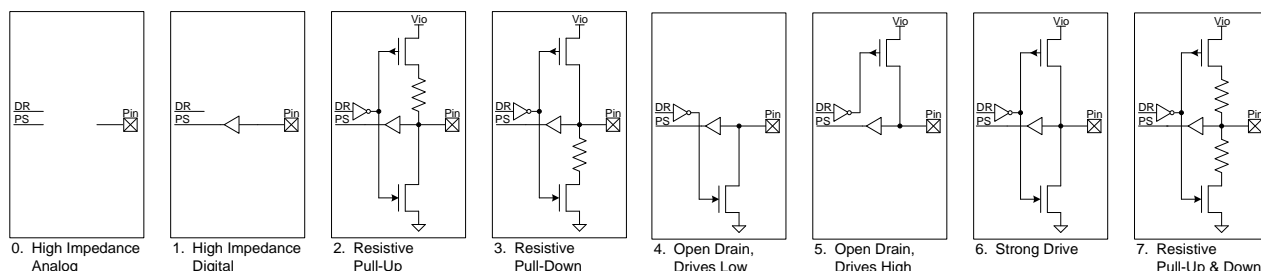 DR
PS
Pin
0. High Impedance
Analog
DR
PS
Pin
1. High Impedance
Digital
Vio
DR
PS
Pin
2. Resistive
Pull-Up
Vio
DR
PS
Pin
3. Resistive
Pull-Down
DR
PS
Pin
4. Open Drain,
Drives Low
Vio
DR
PS
Pin
5. Open Drain,
Drives High
Vio
DR
PS
Pin
6. Strong Drive
Vio
DR
PS
Pin
7. Resistive
Pull-Up & Down